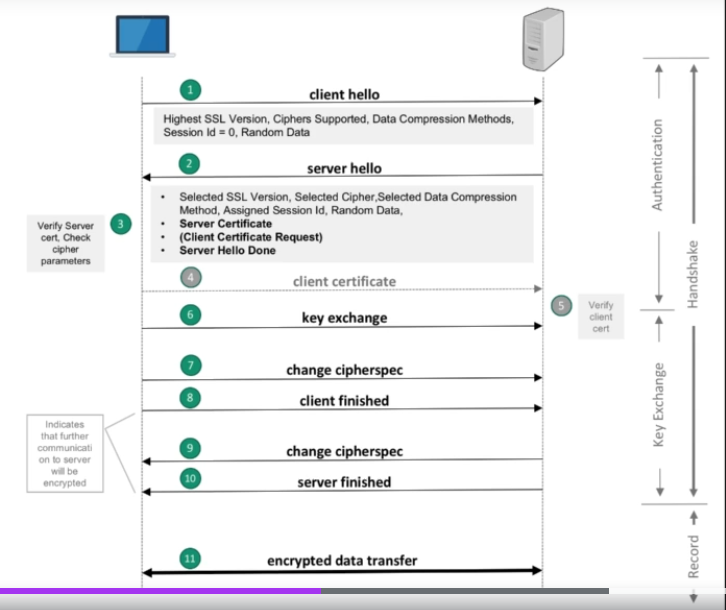 1
client hello
Highest SSL Version, Ciphers Supported, Data Compression Methods,
Session Id = 0, Random Data
2
server hello
• Selected SSL Version, Selected Cipher,Selected Data Compression
Method, Assigned Session Id, Random Data,
• Server Certificate
• (Client Certificate Request)
• Server Hello Done
3
Verify Server
cert, Check
cipher
parameters
4
client certificate
5
Verify
client
cert
6
key exchange
7
change cipherspec
8
client finished
Indicates
that further
communicati
on to server
will be
encrypted
9
change cipherspec
10
server finished
11
encrypted data transfer
Authentication
Key Exchange
Handshake
Record